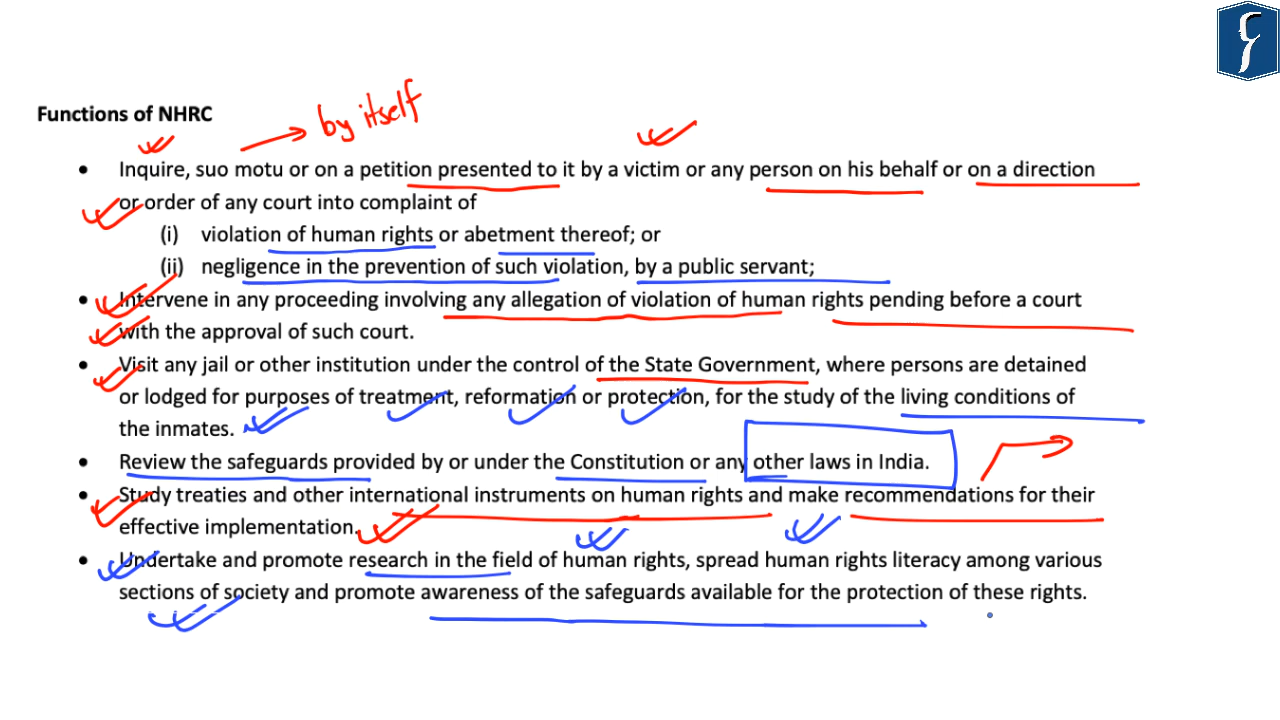 Functions of NHRC
by itself
• Inquire, suo motu or on a petition presented to it by a victim or any person on his behalf or on a direction
or order of any court into complaint of
(i) violation of human rights or abetment thereof; or
(ii) negligence in the prevention of such violation, by a public servant;
• Intervene in any proceeding involving any allegation of violation of human rights pending before a court
with the approval of such court.
• Visit any jail or other institution under the control of the State Government, where persons are detained
or lodged for purposes of treatment, reformation or protection, for the study of the living conditions of
the inmates.
• Review the safeguards provided by or under the Constitution or any other laws in India.
• Study treaties and other international instruments on human rights and make recommendations for their
effective implementation.
• Undertake and promote research in the field of human rights, spread human rights literacy among various
sections of society and promote awareness of the safeguards available for the protection of these rights.